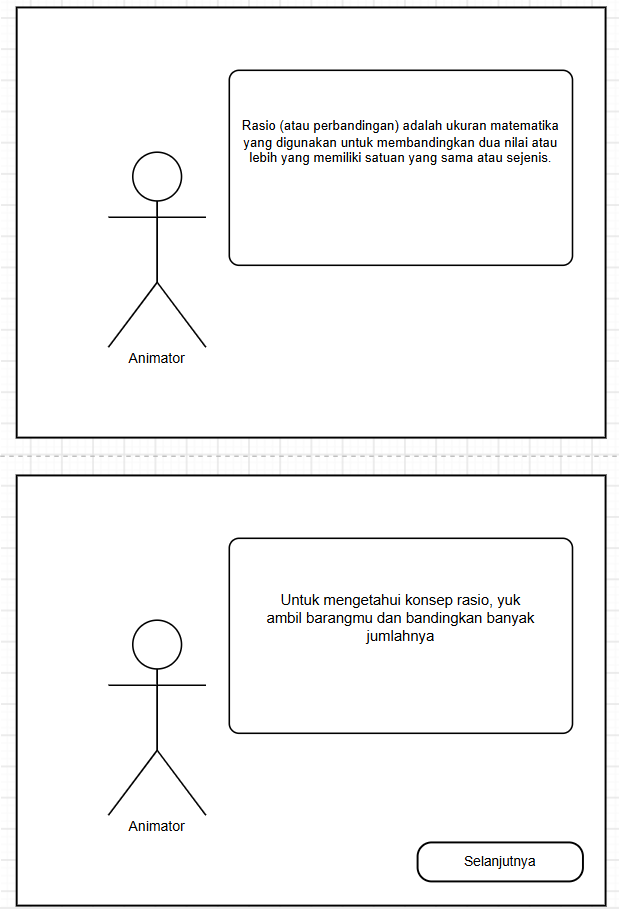 Rasio (atau perbandingan) adalah ukuran matematika
yang digunakan untuk membandingkan dua nilai atau
lebih yang memiliki satuan yang sama atau sejenis.
Animator
Untuk mengetahui konsep rasio, yuk
ambil barangmu dan bandingkan banyak
jumlahnya
Animator
Selanjutnya